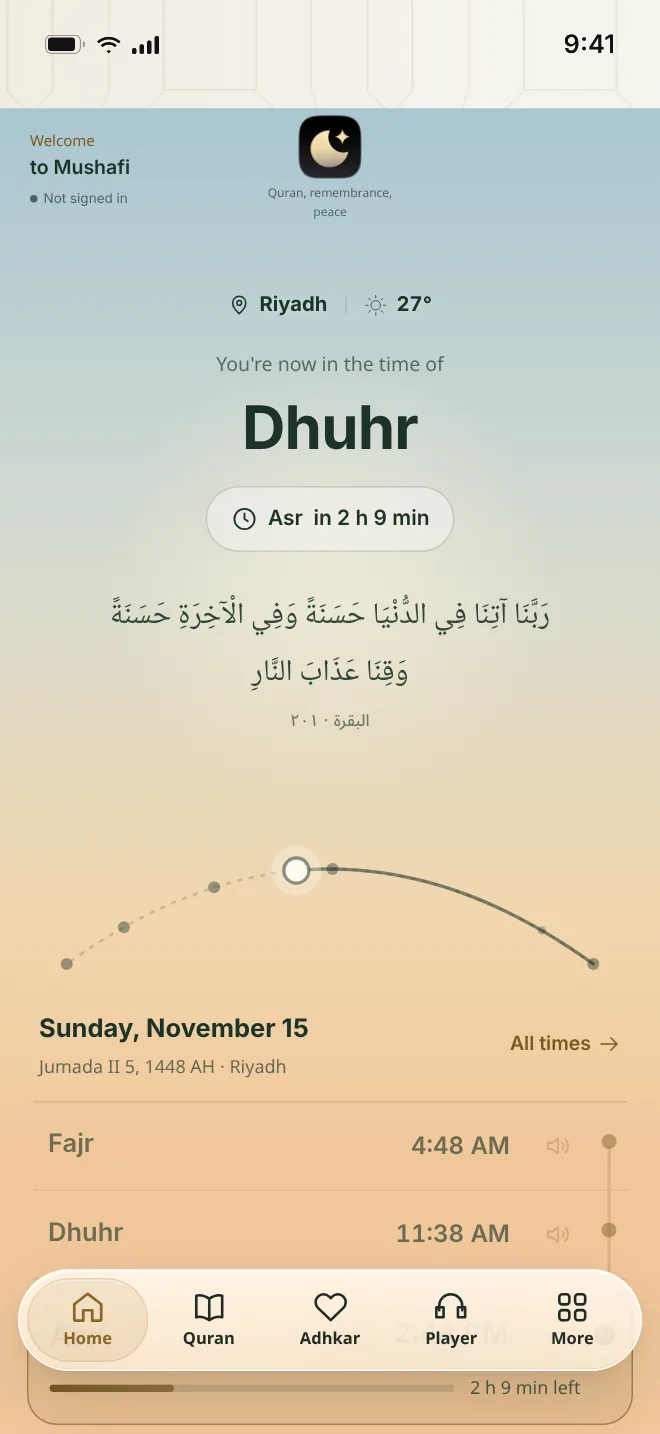 9:41
Welcome
to Mushafi
Not signed in
Quran, remembrance,
peace
Riyadh
27°
You're now in the time of
Dhuhr
Asr in 2 h 9 min
رَبَّنَا آتِنَا فِي الدُّنْيَا حَسَنَةً وَفِي الْآخِرَةِ حَسَنَةً
وَقِنَا عَذَابَ النَّارِ
البقرة · ٢٠١
Sunday, November 15
Jumada II 5, 1448 AH · Riyadh
All times →
Fajr 4:48 AM
Dhuhr 11:38 AM
Home
Quran
Adhkar
Player
More
2 h 9 min left